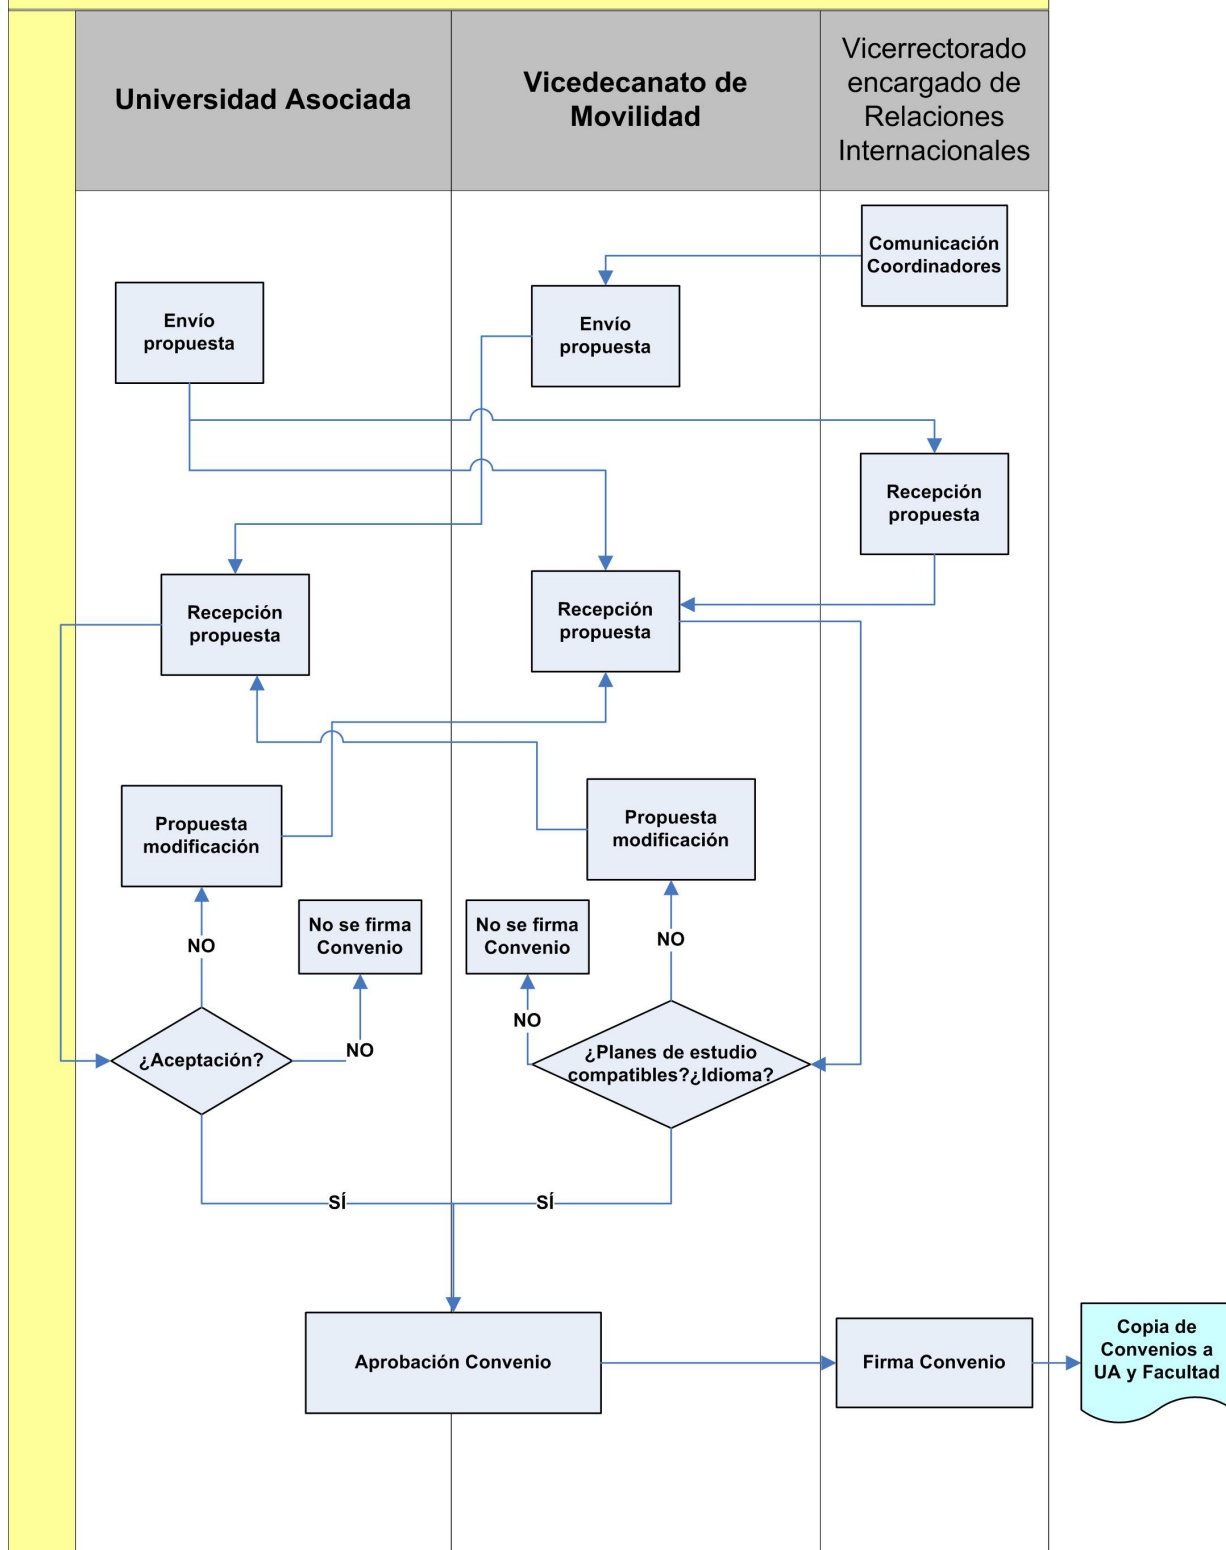 Universidad Asociada
Vicedecanato de
Movilidad
Vicerrectorado
encargado de
Relaciones
Internacionales
Comunicación
Coordinadores
Envío
propuesta
Envío
propuesta
Recepción
propuesta
Recepción
propuesta
Recepción
propuesta
Propuesta
modificación
Propuesta
modificación
No se firma
Convenio
No se firma
Convenio
NO
NO
NO
NO
¿Aceptación?
¿Planes de estudio
compatibles?¿Idioma?
SÍ
SÍ
Aprobación Convenio
Firma Convenio
Copia de
Convenios a
UA y Facultad